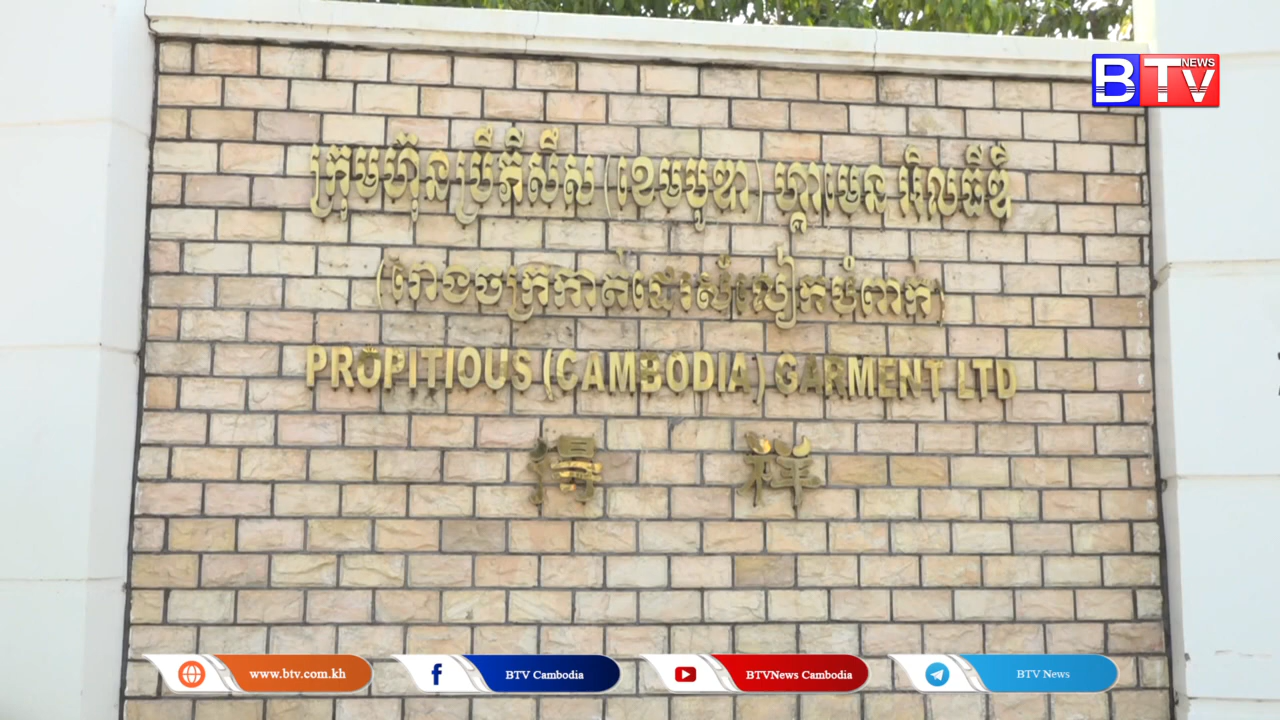 BTV NEWS
ក្រុមហ៊ុនប្រីភីស៊ីស (ខេមបូឌា) ហ្គាមេន អិលធីឌី
(រោងចក្រកាត់ដេរសំលៀកបំពាក់)
PROPITIOUS (CAMBODIA) GARMENT LTD
得 祥
www.btv.com.kh
BTV Cambodia
BTVNews Cambodia
BTV News